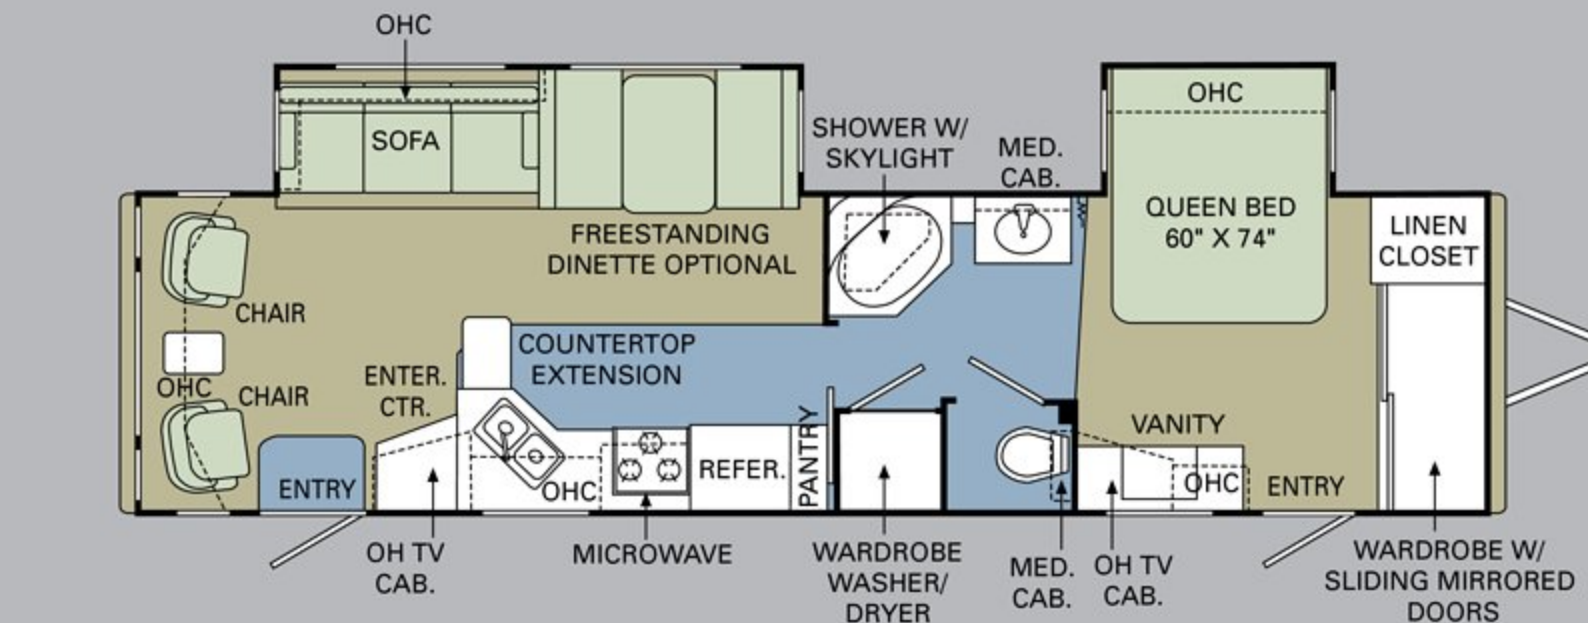 OHC
SOFA
FREESTANDING
DINETTE OPTIONAL
SHOWER W/
SKYLIGHT
MED.
CAB.
OHC
QUEEN BED
60" X 74"
LINEN
CLOSET
CHAIR
OHC
CHAIR
ENTER.
CTR.
COUNTERTOP
EXTENSION
ENTRY
OHC
REFER.
PANTRY
VANITY
OHC
ENTRY
OH TV
CAB.
MICROWAVE
WARDROBE
WASHER/
DRYER
MED.
CAB.
OH TV
CAB.
WARDROBE W/
SLIDING MIRRORED
DOORS